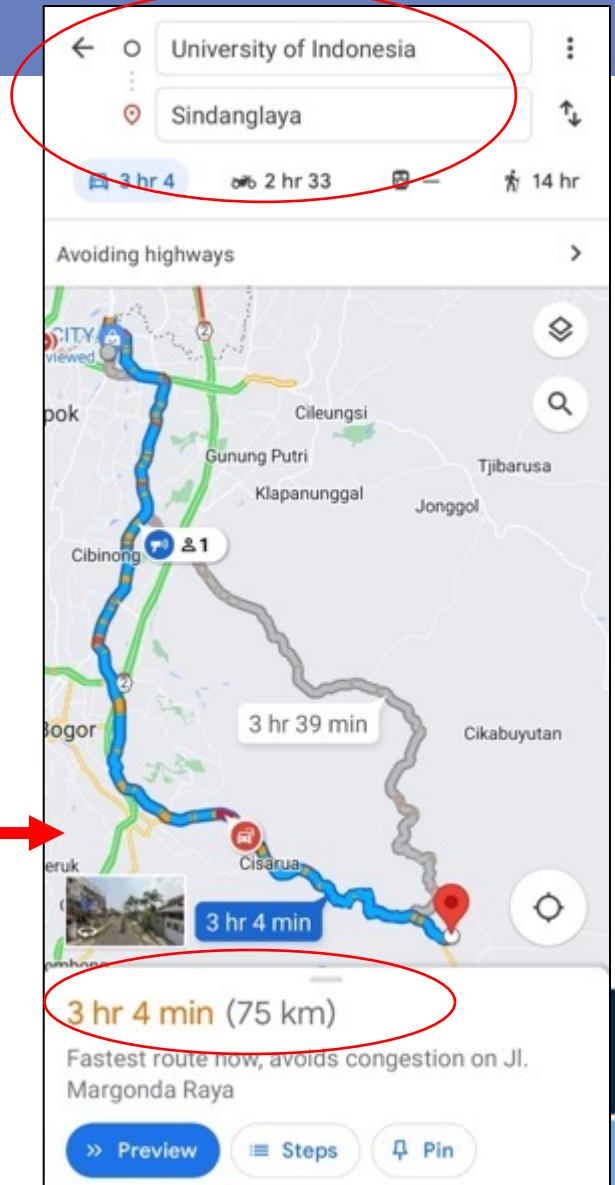 University of Indonesia
Sindanglaya
3 hr 4
2 hr 33
—
14 hr
Avoiding highways
CITY
viewed
2
pok
Cileungsi
Gunung Putri
Tjibarusa
Klapanunggal
Jonggol
Cibinong
1
2
Bogor
3 hr 39 min
Cikabuyutan
eruk
Cisarua
3 hr 4 min
3 hr 4 min (75 km)
Fastest route now, avoids congestion on Jl.
Margonda Raya
Preview
Steps
Pin